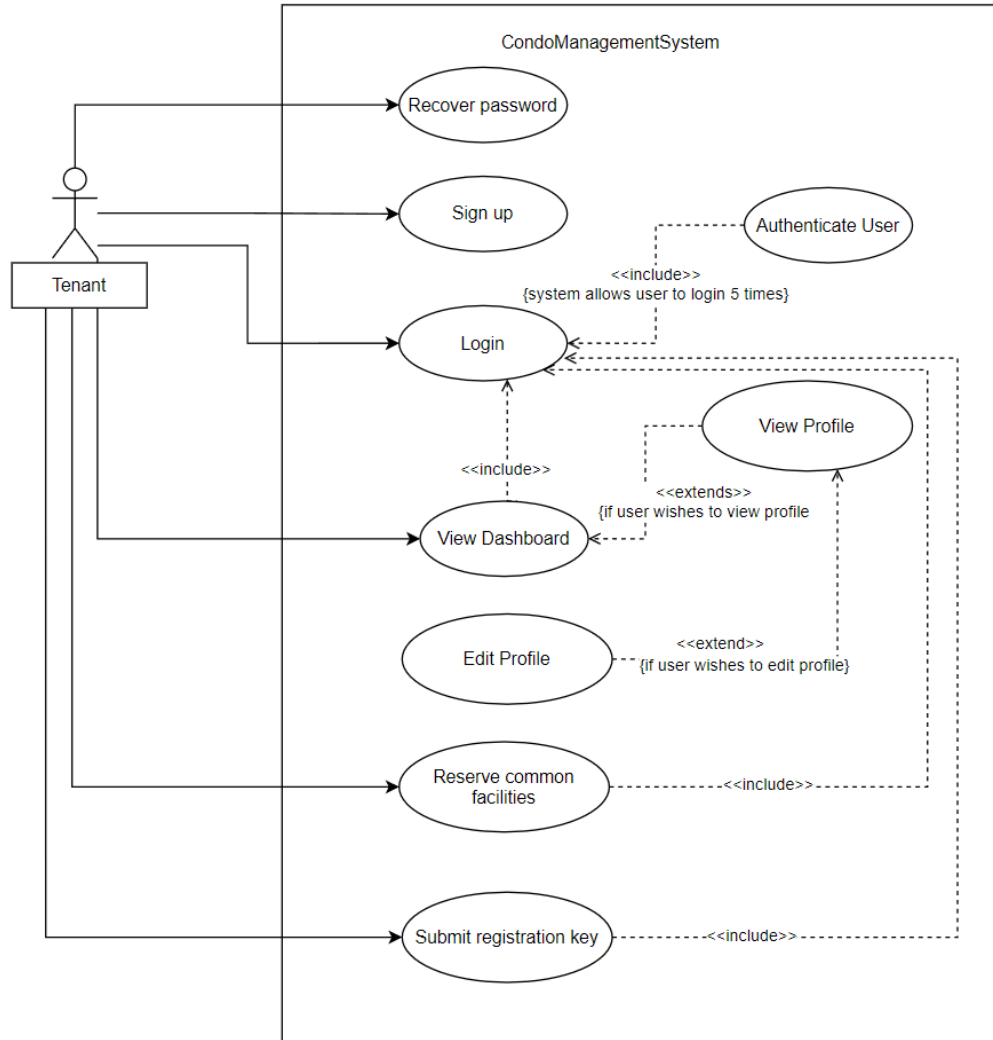 CondoManagementSystem
Recover password
Sign up
Authenticate User
Tenant
<<include>>
{system allows user to login 5 times}
Login
View Profile
<<include>>
<<extends>>
{if user wishes to view profile
View Dashboard
<<extend>>
Edit Profile
{if user wishes to edit profile}
Reserve common
facilities
<<include>>
Submit registration key
<<include>>